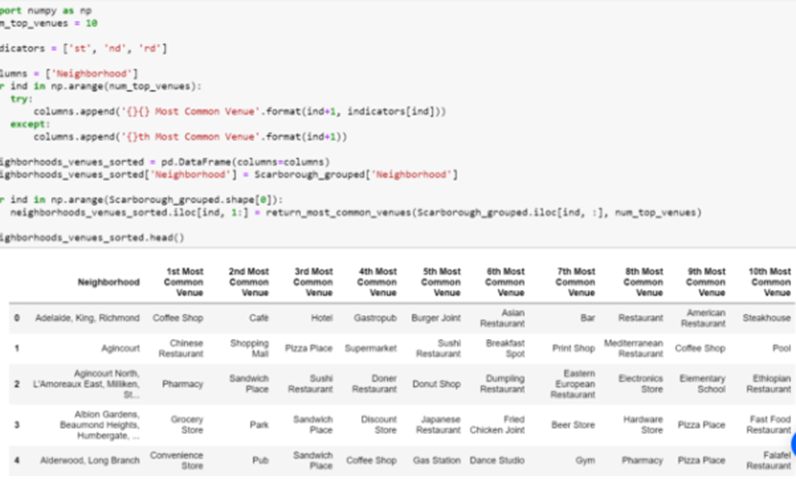 port numpy as np
m_top_venues = 10
dicators = ['st', 'nd', 'rd']
lumns = ['Neighborhood']
r ind in np.arange(num_top_venues):
try:
columns.append('{}{} Most Common Venue'.format(ind+1, indicators[ind]))
except:
columns.append('{}th Most Common Venue'.format(ind+1))
ighborhoods_venues_sorted = pd.DataFrame(columns=columns)
ighborhoods_venues_sorted['Neighborhood'] = Scarborough_grouped['Neighborhood']
r ind in np.arange(Scarborough_grouped.shape[0]):
neighborhoods_venues_sorted.iloc[ind, 1:] = return_most_common_venues(Scarborough_grouped.iloc[ind, :], num_top_venues)
ighborhoods_venues_sorted.head()
Neighborhood 1st Most Common Venue 2nd Most Common Venue 3rd Most Common Venue 4th Most Common Venue 5th Most Common Venue 6th Most Common Venue 7th Most Common Venue 8th Most Common Venue 9th Most Common Venue 10th Most Common Venue
0 Adelaide, King, Richmond Coffee Shop Café Hotel Gastropub Burger Joint Asian Restaurant Bar Restaurant American Restaurant Steakhouse
1 Agincourt Chinese Restaurant Shopping Mall Pizza Place Supermarket Sushi Restaurant Breakfast Spot Print Shop Mediterranean Restaurant Coffee Shop Pool
2 Agincourt North, L'Amoreaux East, Milliken, St... Pharmacy Sandwich Place Sushi Restaurant Doner Restaurant Donut Shop Dumpling Restaurant Eastern European Restaurant Electronics Store Elementary School Ethiopian Restaurant
3 Albion Gardens, Beaumond Heights, Humbergate, ... Grocery Store Park Sandwich Place Discount Store Japanese Restaurant Fried Chicken Joint Beer Store Hardware Store Pizza Place Fast Food Restaurant
4 Alderwood, Long Branch Convenience Store Pub Sandwich Place Coffee Shop Gas Station Dance Studio Gym Pharmacy Pizza Place Falafel Restaurant